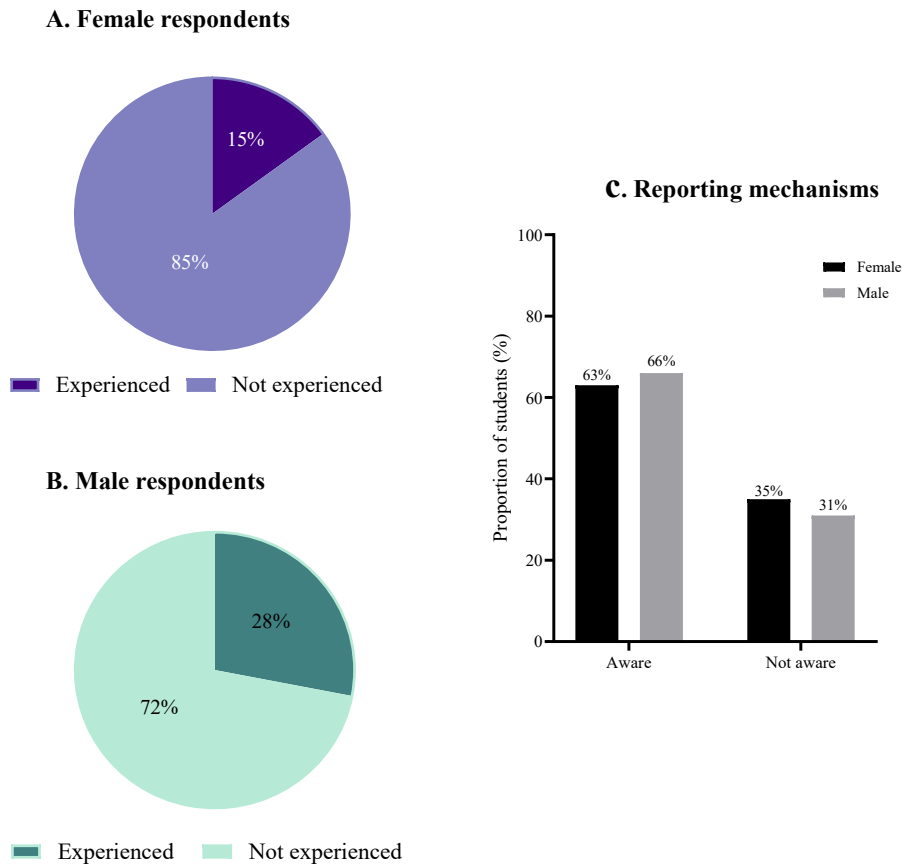 A. Female respondents
15%
85%
Experienced Not experienced
B. Male respondents
28%
72%
Experienced Not experienced
C. Reporting mechanisms
Proportion of students (%)
100
80
60
40
20
0
Female
Male
63%
66%
35%
31%
Aware
Not aware